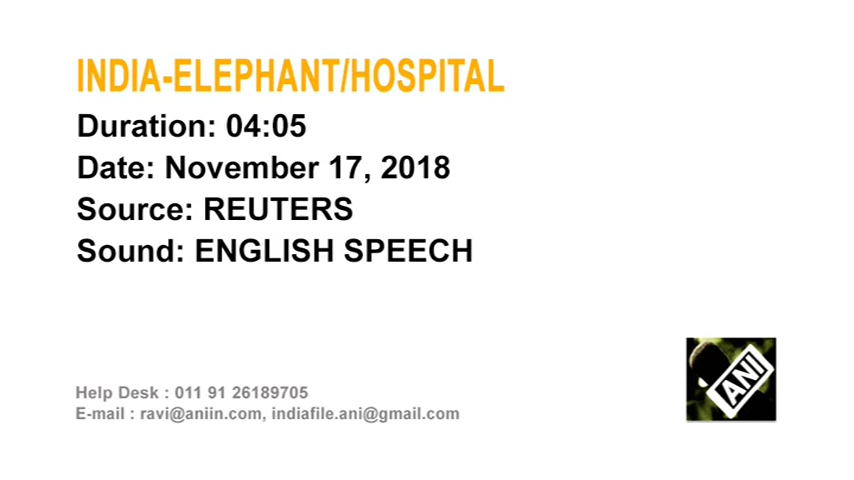 INDIA-ELEPHANT/HOSPITAL
Duration: 04:05
Date: November 17, 2018
Source: REUTERS
Sound: ENGLISH SPEECH
Help Desk : 011 91 26189705
E-mail : ravi@aniin.com, indiafile.ani@gmail.com
ANI